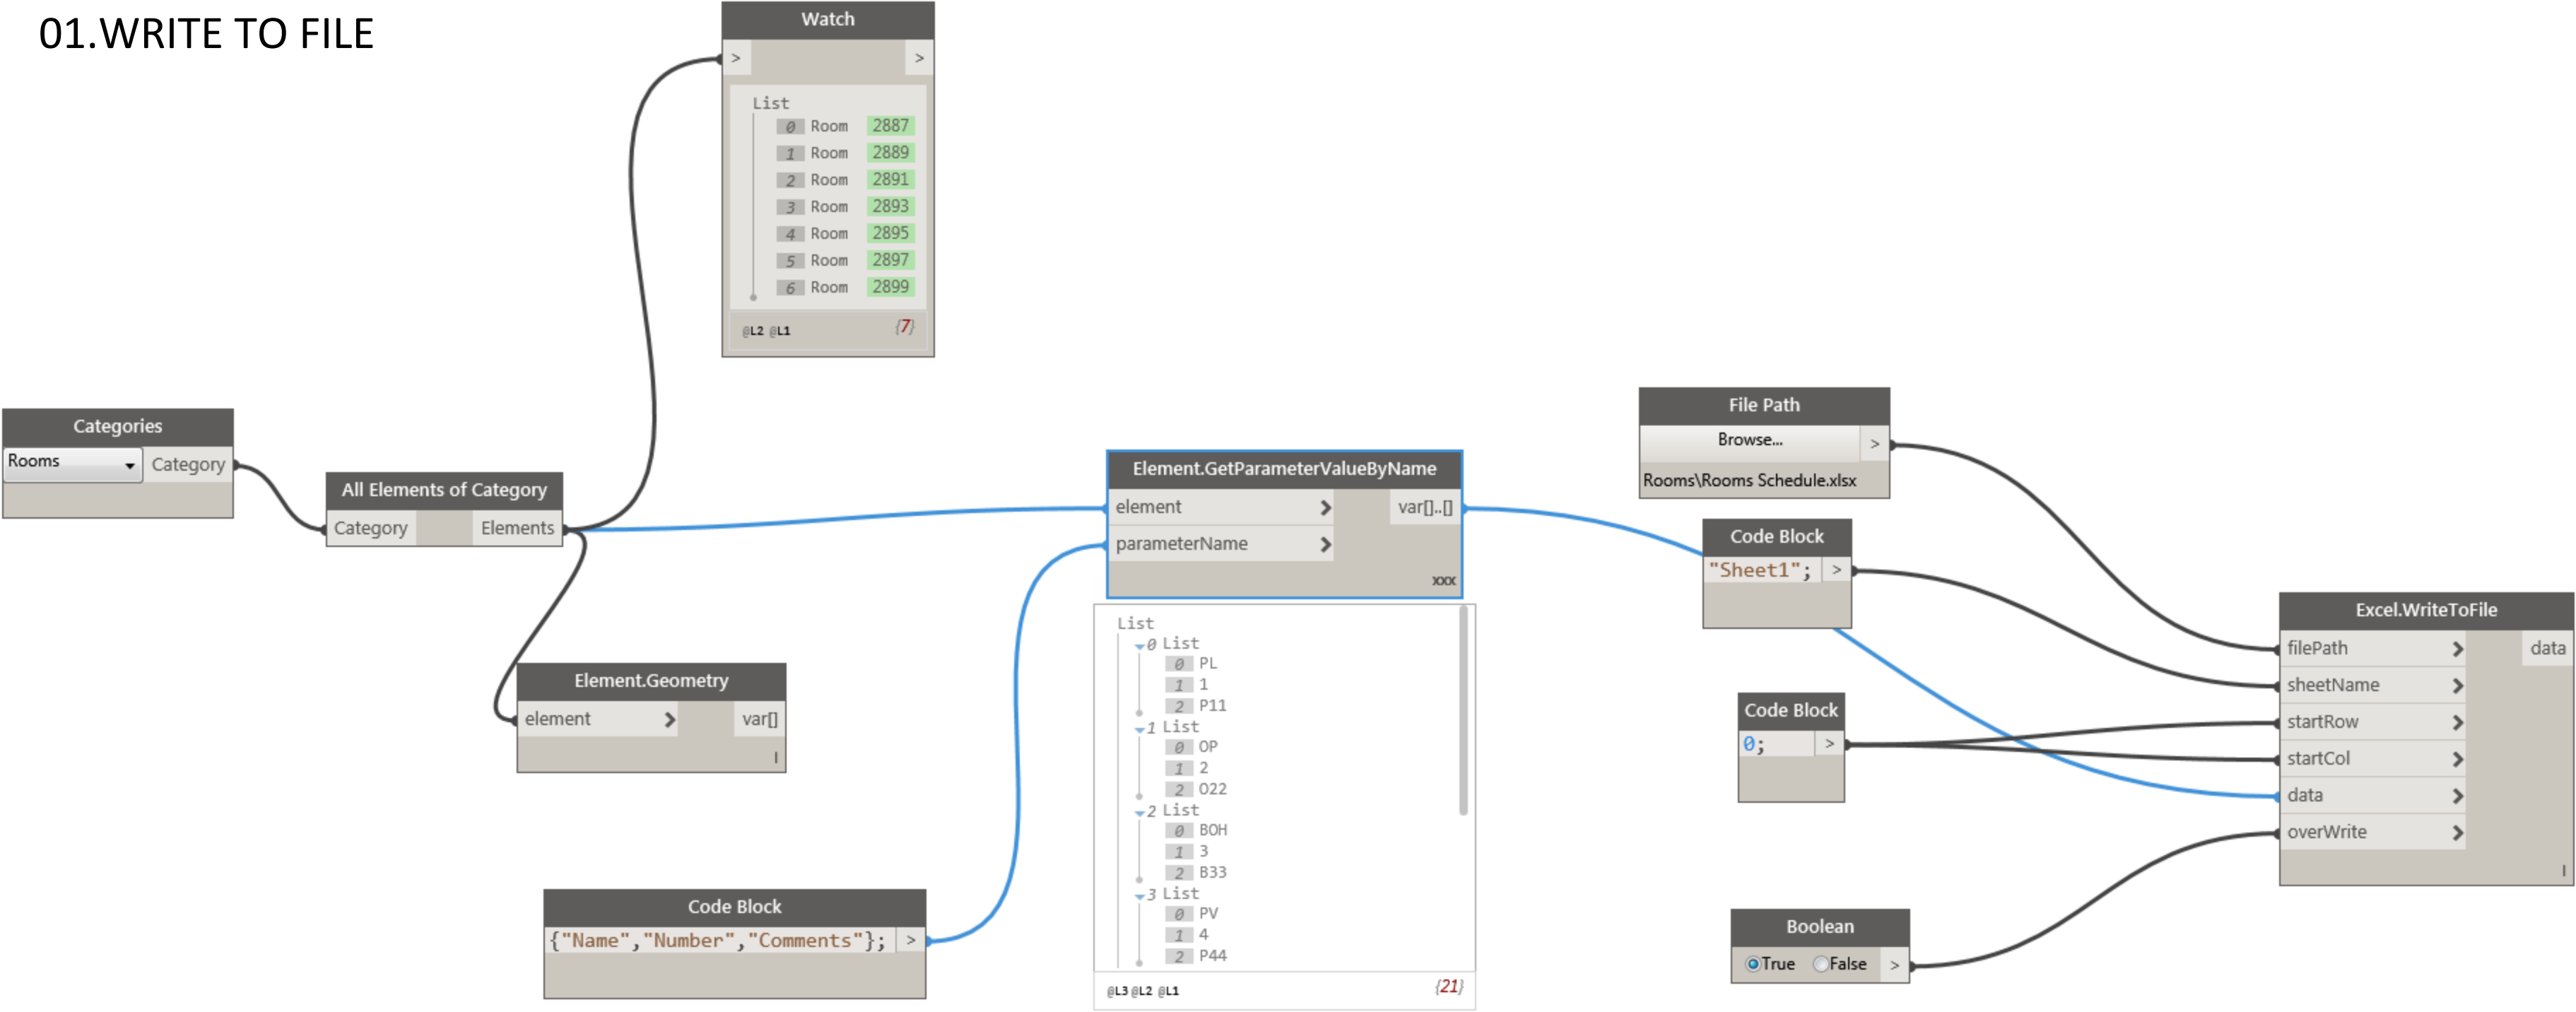 01.WRITE TO FILE
Watch
> >
List
0 Room 2887
1 Room 2889
2 Room 2891
3 Room 2893
4 Room 2895
5 Room 2897
6 Room 2899
@L2 @L1 {7}
Categories
Rooms Category
All Elements of Category
Category Elements
Element.Geometry
element > var[]
l
Code Block
{"Name","Number","Comments"}; >
Element.GetParameterValueByName
element > var[]..[]
parameterName >
xxx
List
0 List
0 PL
1 1
2 P11
1 List
0 OP
1 2
2 O22
2 List
0 BOH
1 3
2 B33
3 List
0 PV
1 4
2 P44
@L3 @L2 @L1 {21}
File Path
Browse... >
Rooms\Rooms Schedule.xlsx
Code Block
"Sheet1"; >
Code Block
0; >
Boolean
True False >
Excel.WriteToFile
filePath > data
sheetName >
startRow >
startCol >
data >
overWrite >
l